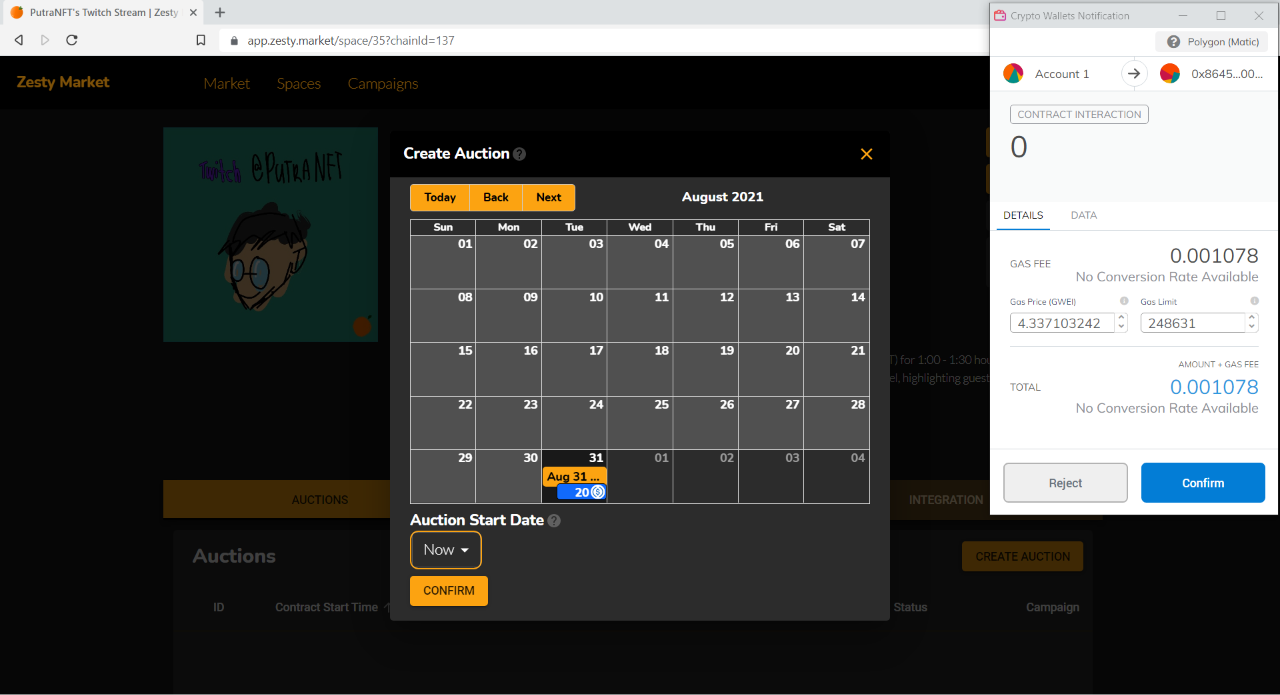 PutraNFT's Twitch Stream | Zesty
app.zesty.market/space/35?chainId=137
Zesty Market
Market
Spaces
Campaigns
Twitch @PUTRANFT
Create Auction
Today
Back
Next
August 2021
Sun Mon Tue Wed Thu Fri Sat
01 02 03 04 05 06 07
08 09 10 11 12 13 14
15 16 17 18 19 20 21
22 23 24 25 26 27 28
29 30 31 01 02 03 04
Aug 31 ...
20
Auction Start Date
Now
CONFIRM
T) for 1:00 - 1:30 hou
el, highlighting guest
AUCTIONS
INTEGRATION
Auctions
CREATE AUCTION
ID
Contract Start Time
Status
Campaign
Crypto Wallets Notification
Polygon (Matic)
Account 1
0x8645...00...
CONTRACT INTERACTION
0
DETAILS
DATA
GAS FEE
0.001078
No Conversion Rate Available
Gas Price (GWEI)
Gas Limit
4.337103242
248631
AMOUNT + GAS FEE
TOTAL
0.001078
No Conversion Rate Available
Reject
Confirm